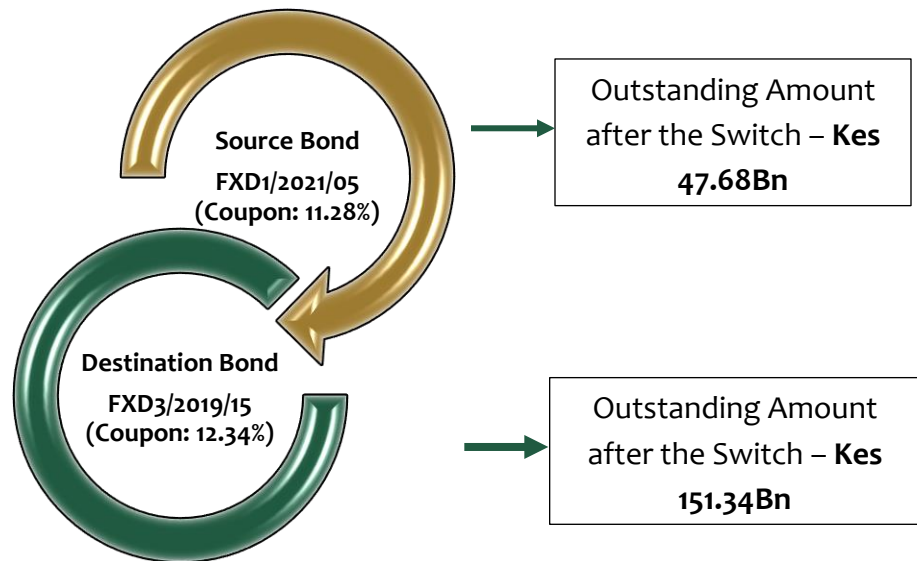 Source Bond
FXD1/2021/05
(Coupon: 11.28%)
Outstanding Amount
after the Switch – Kes
47.68Bn
Destination Bond
FXD3/2019/15
(Coupon: 12.34%)
Outstanding Amount
after the Switch – Kes
151.34Bn